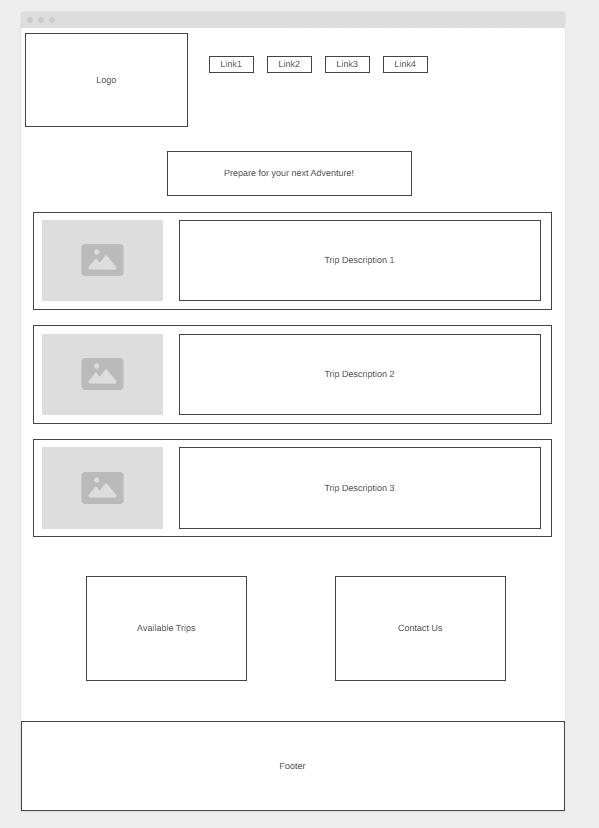 Logo
Link1
Link2
Link3
Link4
Prepare for your next Adventure!
Trip Description 1
Trip Description 2
Trip Description 3
Available Trips
Contact Us
Footer